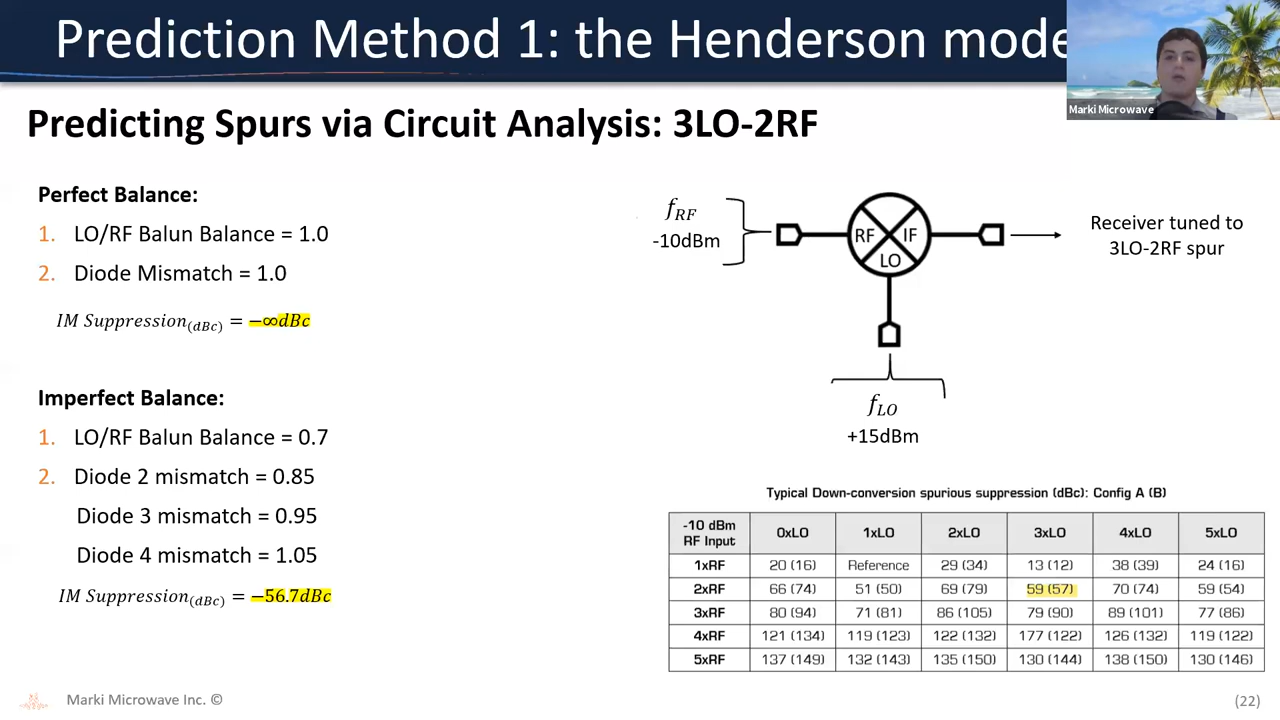 Prediction Method 1: the Henderson mode
Marki Microwave
Predicting Spurs via Circuit Analysis: 3LO-2RF
Perfect Balance:
1. LO/RF Balun Balance = 1.0
2. Diode Mismatch = 1.0
IM Suppression(dBc) = −∞dBc
Imperfect Balance:
1. LO/RF Balun Balance = 0.7
2. Diode 2 mismatch = 0.85
Diode 3 mismatch = 0.95
Diode 4 mismatch = 1.05
IM Suppression(dBc) = −56.7dBc
fRF
-10dBm
RF IF
LO
Receiver tuned to
3LO-2RF spur
fLO
+15dBm
Typical Down-conversion spurious suppression (dBc): Config A (B)
-10 dBm
RF Input 0xLO 1xLO 2xLO 3xLO 4xLO 5xLO
1xRF 20 (16) Reference 29 (34) 13 (12) 38 (39) 24 (16)
2xRF 66 (74) 51 (50) 69 (79) 59 (57) 70 (74) 59 (54)
3xRF 80 (94) 71 (81) 86 (105) 79 (90) 89 (101) 77 (86)
4xRF 121 (134) 119 (123) 122 (132) 177 (122) 126 (132) 119 (122)
5xRF 137 (149) 132 (143) 135 (150) 130 (144) 138 (150) 130 (146)
Marki Microwave Inc. ©
(22)